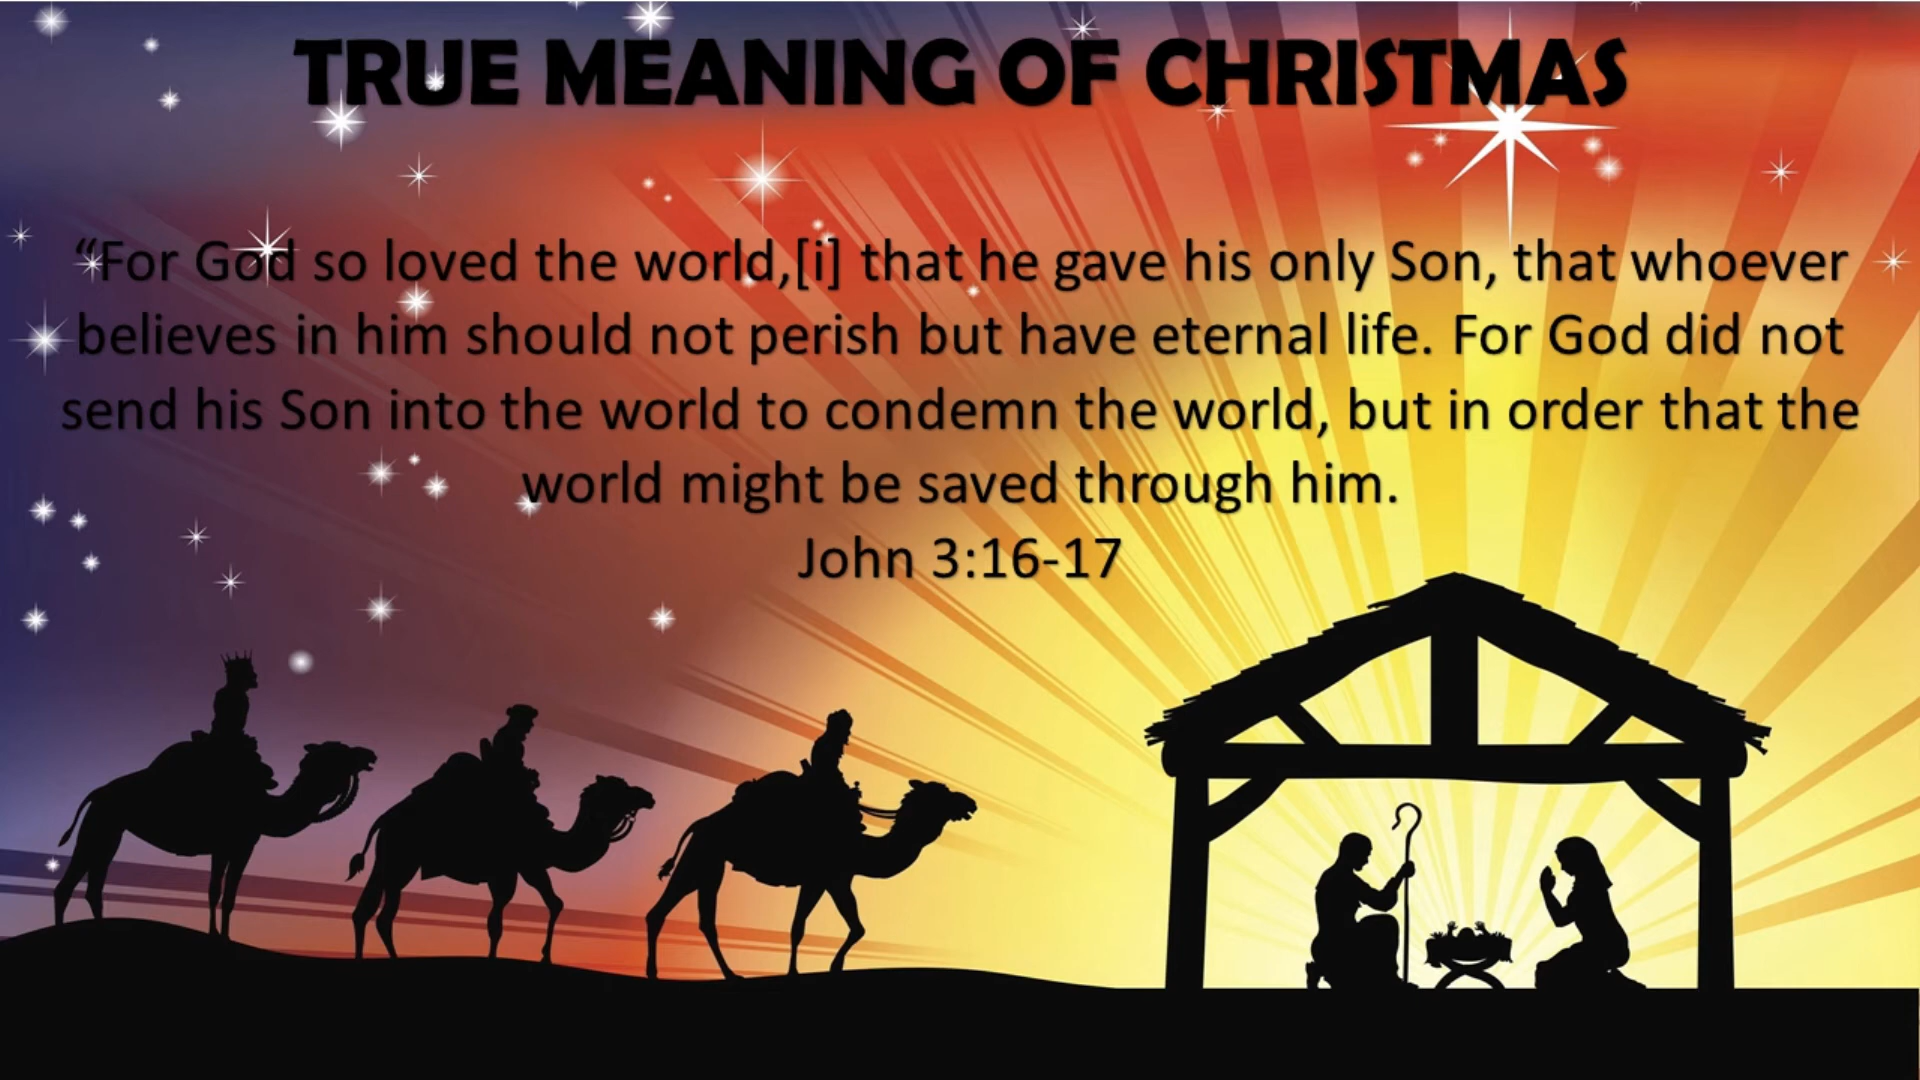 TRUE MEANING OF CHRISTMAS
“For God so loved the world,[i] that he gave his only Son, that whoever
believes in him should not perish but have eternal life. For God did not
send his Son into the world to condemn the world, but in order that the
world might be saved through him.
John 3:16-17